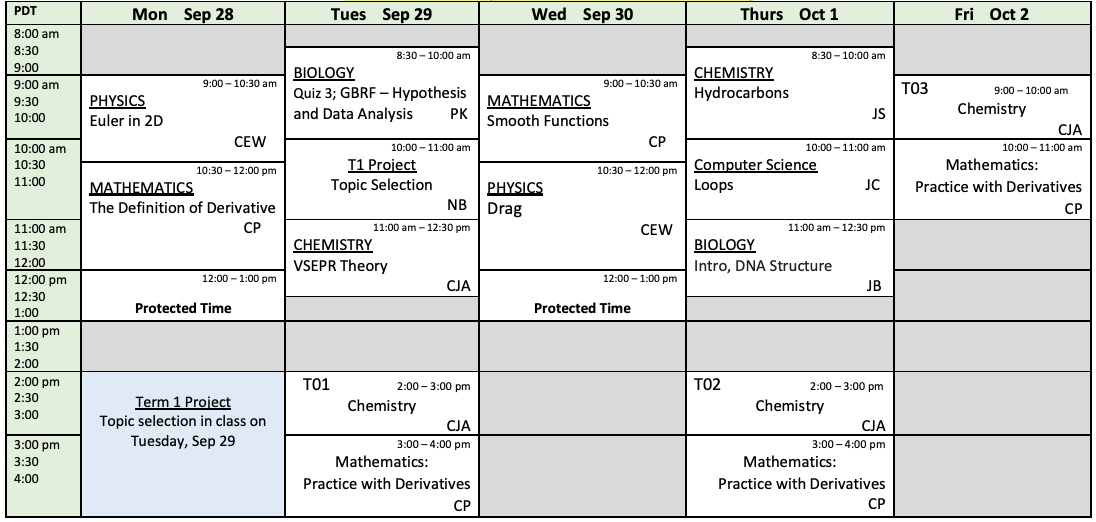 PDT
Mon Sep 28
Tues Sep 29
Wed Sep 30
Thurs Oct 1
Fri Oct 2
8:00 am
8:30
9:00
9:00 am
9:30
10:00
10:00 am
10:30
11:00
11:00 am
11:30
12:00
12:00 pm
12:30
1:00
1:00 pm
1:30
2:00
2:00 pm
2:30
3:00
3:00 pm
3:30
4:00
9:00 – 10:30 am
PHYSICS
Euler in 2D
CEW
10:30 – 12:00 pm
MATHEMATICS
The Definition of Derivative
CP
12:00 – 1:00 pm
Protected Time
Term 1 Project
Topic selection in class on
Tuesday, Sep 29
8:30 – 10:00 am
BIOLOGY
Quiz 3; GBRF – Hypothesis
and Data Analysis PK
10:00 – 11:00 am
T1 Project
Topic Selection
NB
11:00 am – 12:30 pm
CHEMISTRY
VSEPR Theory
CJA
T01 2:00 – 3:00 pm
Chemistry
CJA
3:00 – 4:00 pm
Mathematics:
Practice with Derivatives
CP
9:00 – 10:30 am
MATHEMATICS
Smooth Functions
CP
10:30 – 12:00 pm
PHYSICS
Drag
CEW
12:00 – 1:00 pm
Protected Time
8:30 – 10:00 am
CHEMISTRY
Hydrocarbons
JS
10:00 – 11:00 am
Computer Science
Loops JC
11:00 am – 12:30 pm
BIOLOGY
Intro, DNA Structure
JB
T02 2:00 – 3:00 pm
Chemistry
CJA
3:00 – 4:00 pm
Mathematics:
Practice with Derivatives
CP
T03 9:00 – 10:00 am
Chemistry
CJA
10:00 – 11:00 am
Mathematics:
Practice with Derivatives
CP